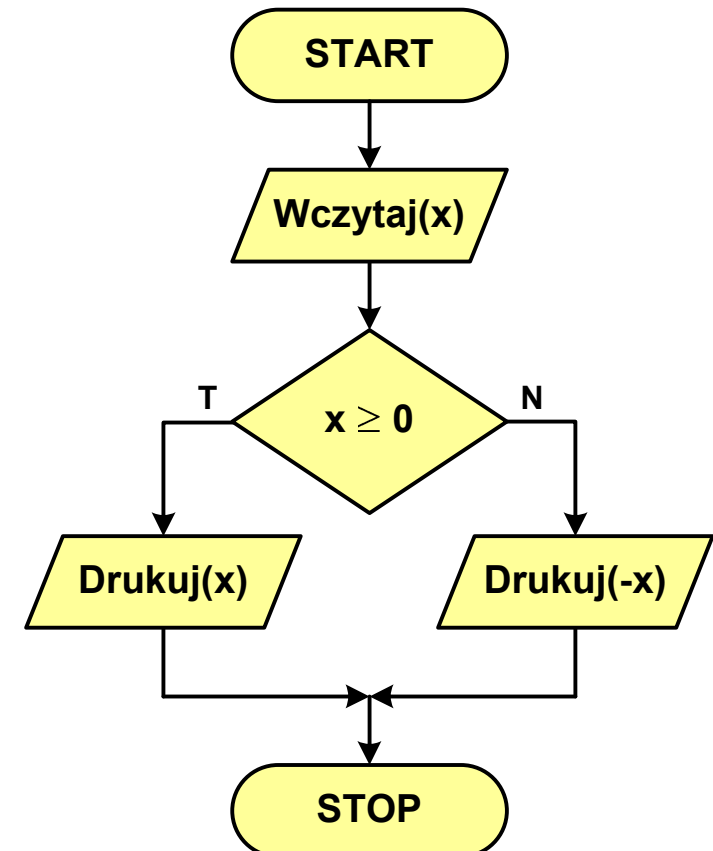 START
Wczytaj(x)
T
N
x ≥ 0
Drukuj(x)
Drukuj(-x)
STOP